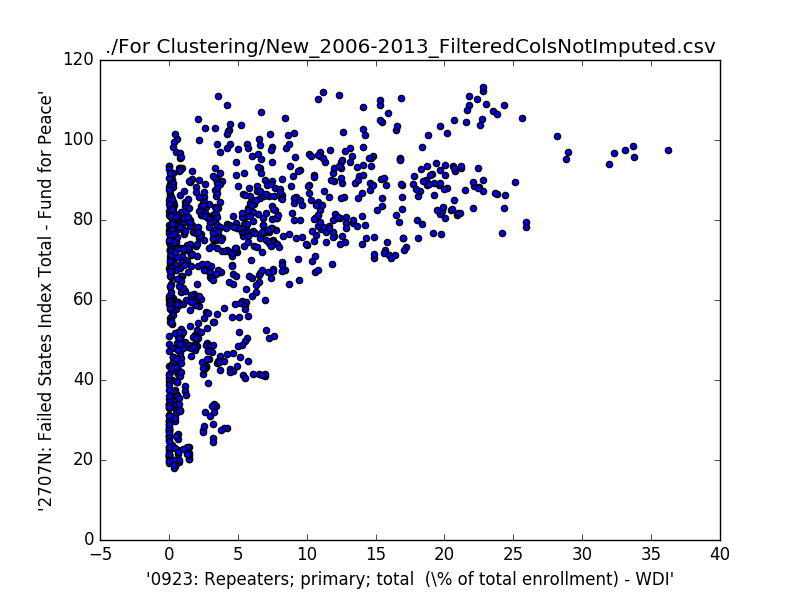 ./For Clustering/New_2006-2013_FilteredColsNotImputed.csv
120
100
80
60
40
20
0
'2707N: Failed States Index Total - Fund for Peace'
−5 0 5 10 15 20 25 30 35 40
'0923: Repeaters; primary; total  (\% of total enrollment) - WDI'